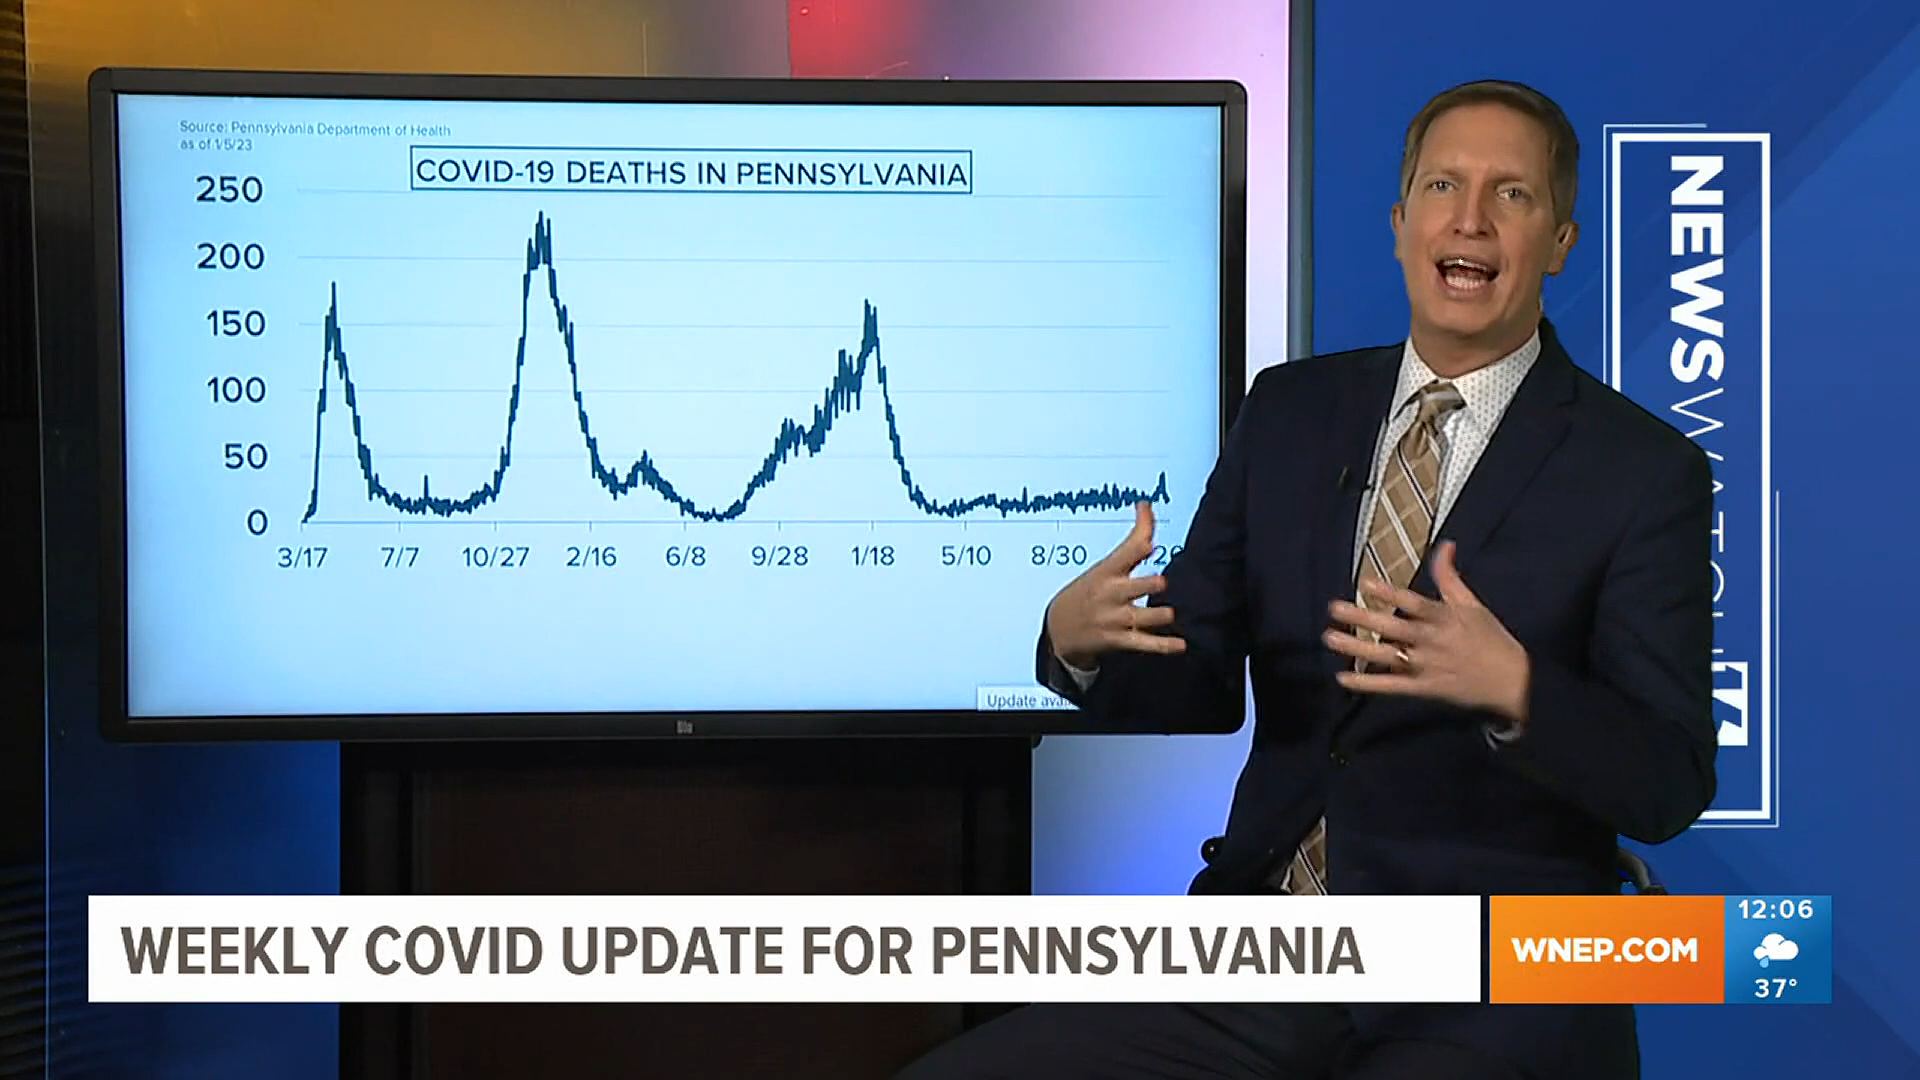 Source: Pennsylvania Department of Health
as of 1/5/23
COVID-19 DEATHS IN PENNSYLVANIA
250
200
150
100
50
0
3/17 7/7 10/27 2/16 6/8 9/28 1/18 5/10 8/30
Update
NEWSWATCH 16
WEEKLY COVID UPDATE FOR PENNSYLVANIA
WNEP.COM
12:06
37°